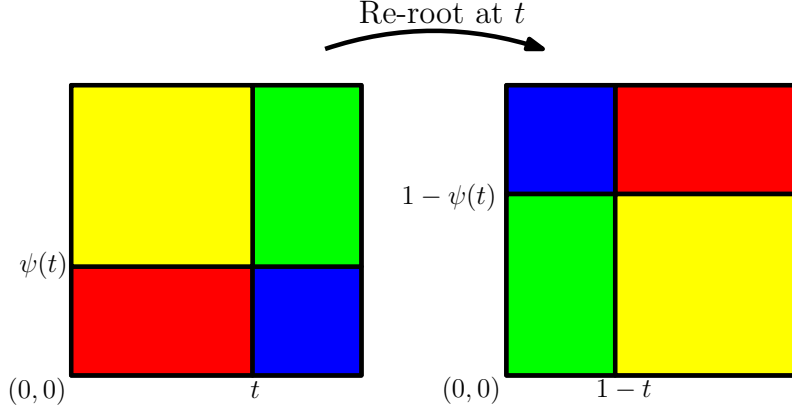 Re-root at t
ψ(t)
(0, 0)
t
1 − ψ(t)
(0, 0)
1 − t